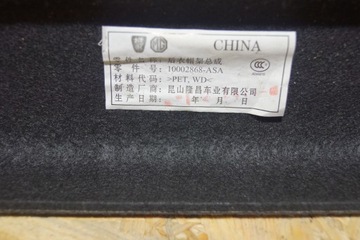 MG CHINA
零件名称: 后衣帽架总成
零 件 号: 10002868-ASA
材料代码: >PET, WD<
制造厂商: 昆山隆昌车业有限公司
生产日期: 年 月 日